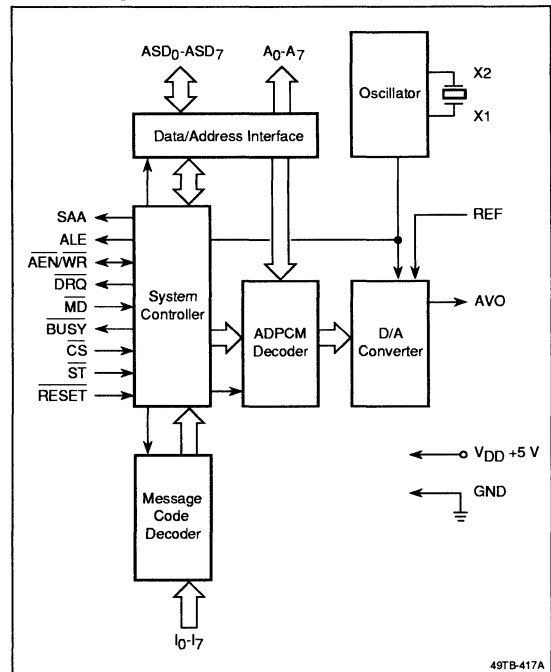 ASD0-ASD7
A0-A7
Oscillator
X2
X1
Data/Address Interface
SAA
ALE
AEN/WR
DRQ
MD
BUSY
CS
ST
RESET
System
Controller
ADPCM
Decoder
D/A
Converter
REF
AVO
VDD +5 V
GND
Message
Code
Decoder
I0-I7
49TB-417A